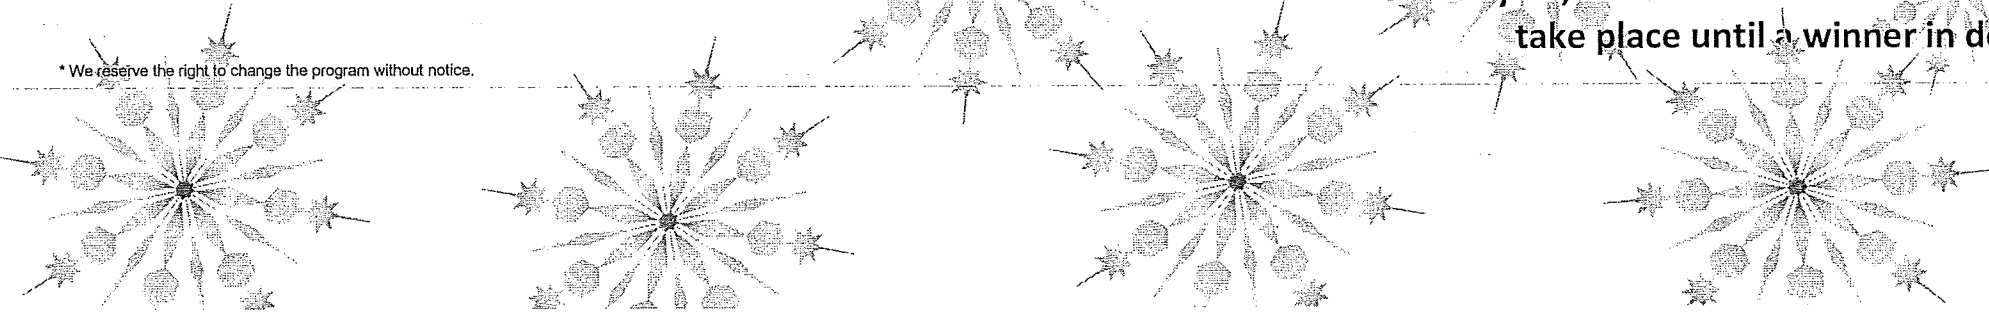 take place until a winner in
* We reserve the right to change the program without notice.